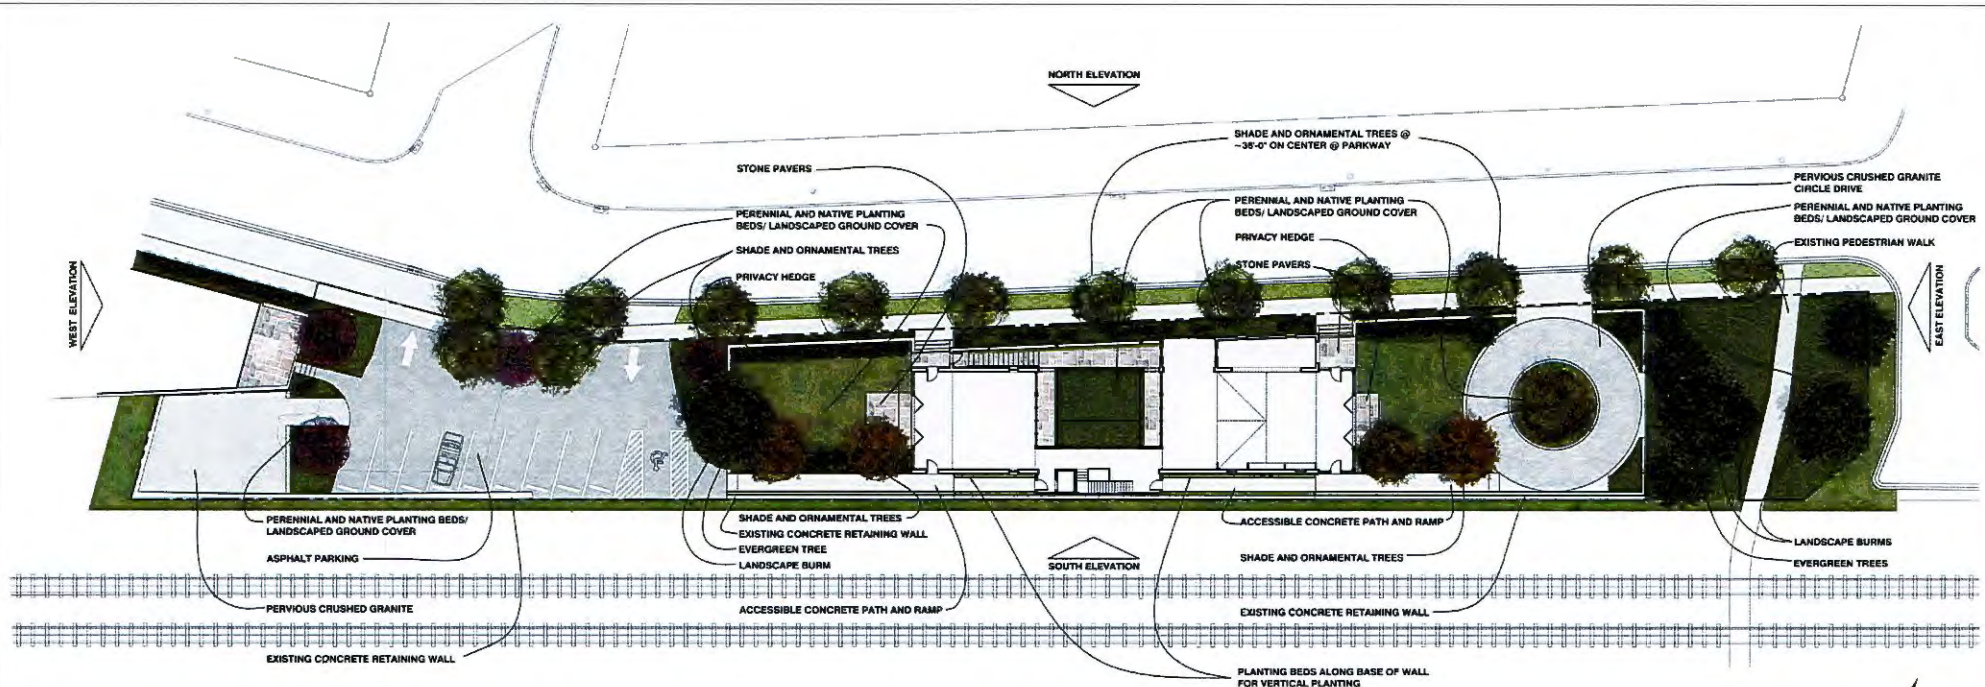 NORTH ELEVATION
SHADE AND ORNAMENTAL TREES @
~35'-0" ON CENTER @ PARKWAY
STONE PAVERS
PERVIOUS CRUSHED GRANITE
CIRCLE DRIVE
PERENNIAL AND NATIVE PLANTING
BEDS/ LANDSCAPED GROUND COVER
PERENNIAL AND NATIVE PLANTING
BEDS/ LANDSCAPED GROUND COVER
PERENNIAL AND NATIVE PLANTING
BEDS/ LANDSCAPED GROUND COVER
SHADE AND ORNAMENTAL TREES
PRIVACY HEDGE
EXISTING PEDESTRIAN WALK
PRIVACY HEDGE
STONE PAVERS
WEST ELEVATION
EAST ELEVATION
PERENNIAL AND NATIVE PLANTING BEDS/
LANDSCAPED GROUND COVER
ASPHALT PARKING
PERVIOUS CRUSHED GRANITE
EXISTING CONCRETE RETAINING WALL
SHADE AND ORNAMENTAL TREES
EXISTING CONCRETE RETAINING WALL
EVERGREEN TREE
LANDSCAPE BURM
ACCESSIBLE CONCRETE PATH AND RAMP
SOUTH ELEVATION
ACCESSIBLE CONCRETE PATH AND RAMP
SHADE AND ORNAMENTAL TREES
EXISTING CONCRETE RETAINING WALL
PLANTING BEDS ALONG BASE OF WALL
FOR VERTICAL PLANTING
LANDSCAPE BURMS
EVERGREEN TREES